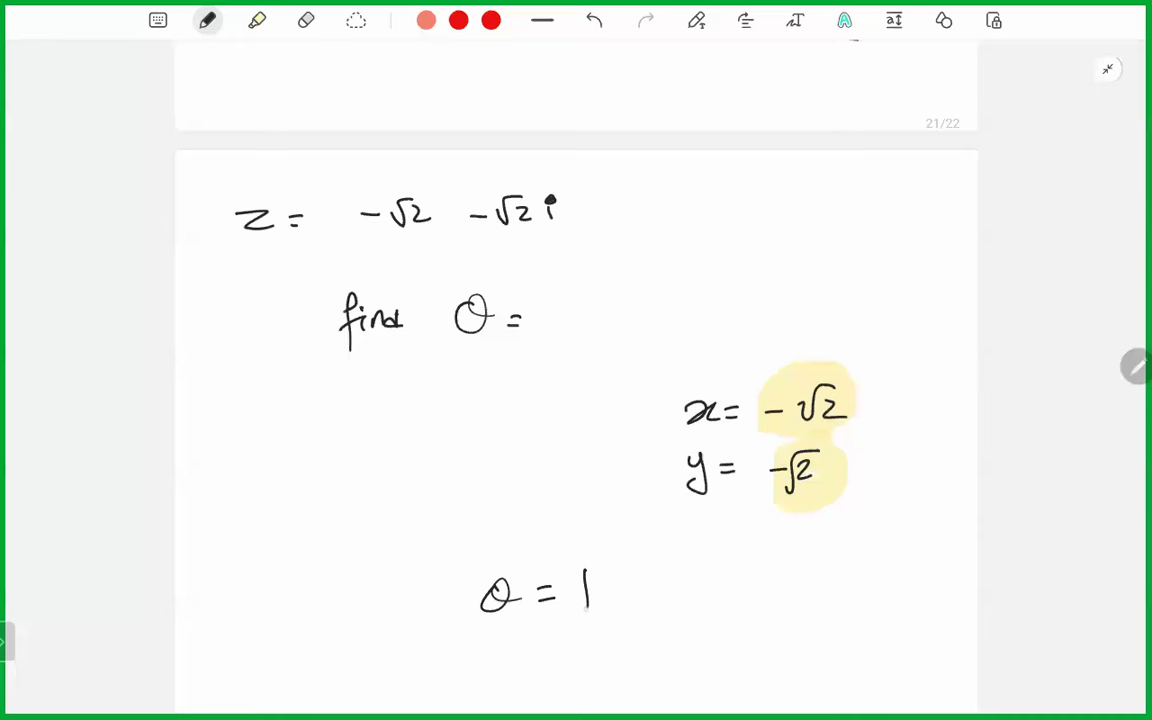 21/22
z = -√2 -√2 i
find θ =
x = -√2
y = -√2
θ = 1